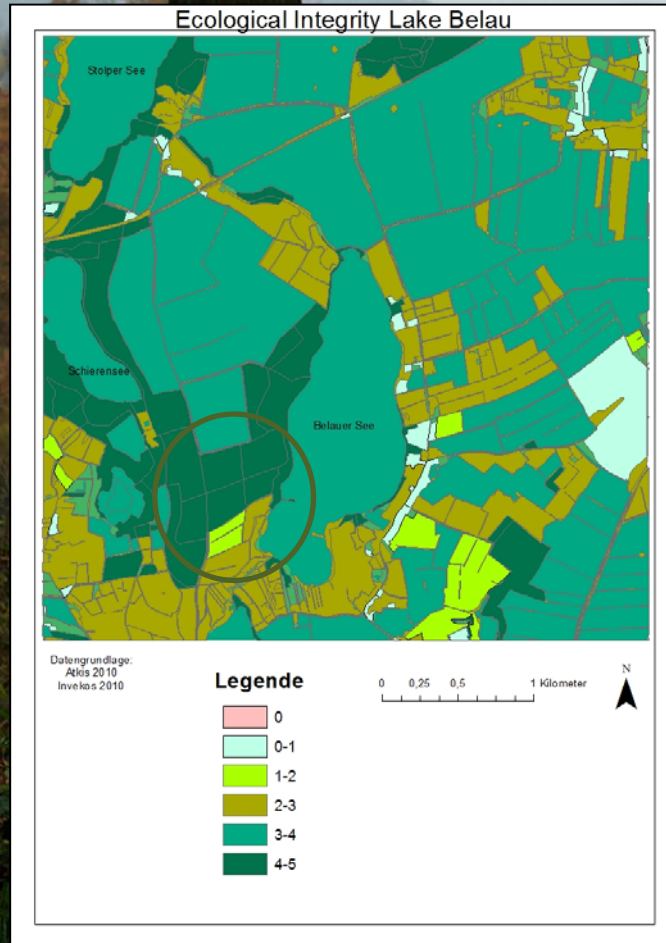 Ecological Integrity Lake Belau
Stolper See
Schierensee
Belauer See
Datengrundlage:
Atkis 2010
Invekos 2010
Legende
0
0-1
1-2
2-3
3-4
4-5
0 0,25 0,5 1 Kilometer
N